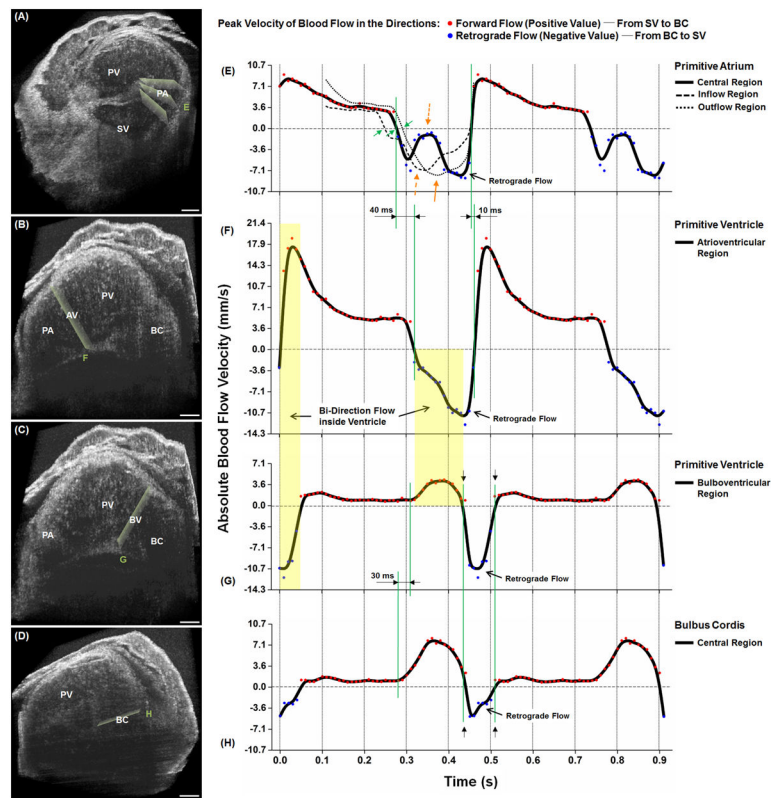 Peak Velocity of Blood Flow in the Directions:
Forward Flow (Positive Value) — From SV to BC
Retrograde Flow (Negative Value) — From BC to SV
(A)
PV
PA
E
SV
(B)
PV
AV
PA
BC
F
(C)
PV
BV
PA
BC
G
(D)
PV
H
BC
Absolute Blood Flow Velocity (mm/s)
(E)
10.7
7.1
3.6
0.0
-3.6
-7.1
-10.7
Retrograde Flow
Primitive Atrium
Central Region
Inflow Region
Outflow Region
40 ms
10 ms
(F)
21.4
17.9
14.3
10.7
7.1
3.6
0.0
-3.6
-7.1
-10.7
-14.3
Bi-Direction Flow
inside Ventricle
Retrograde Flow
Primitive Ventricle
Atrioventricular
Region
7.1
3.6
0.0
-3.6
-7.1
-10.7
-14.3
(G)
30 ms
Retrograde Flow
Primitive Ventricle
Bulboventricular
Region
10.7
7.1
3.6
0.0
-3.6
-7.1
-10.7
(H)
Retrograde Flow
Bulbus Cordis
Central Region
0.0 0.1 0.2 0.3 0.4 0.5 0.6 0.7 0.8 0.9
Time (s)